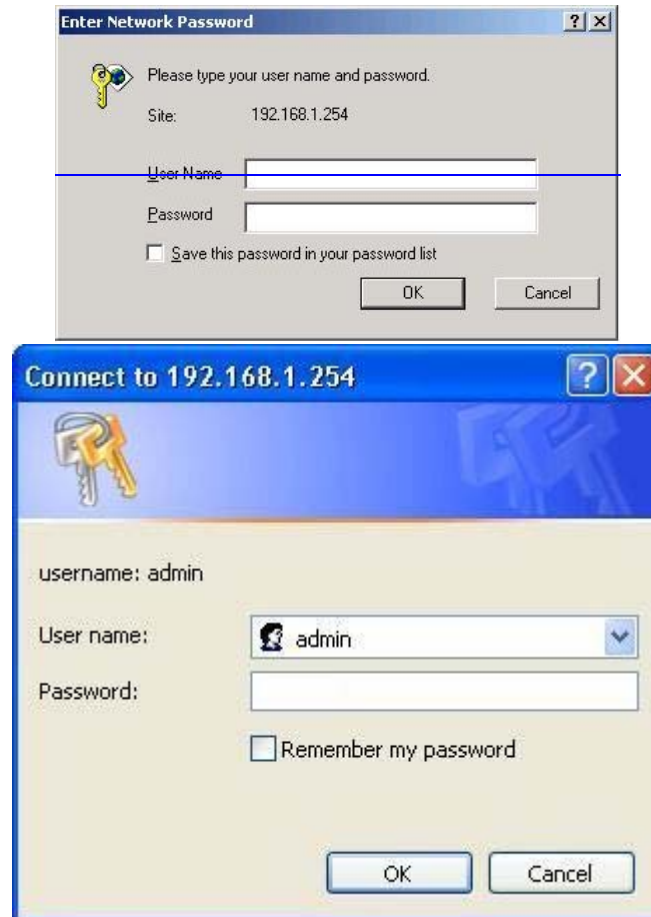 Enter Network Password
Please type your user name and password.
Site: 192.168.1.254
User Name
Password
Save this password in your password list
OK Cancel
Connect to 192.168.1.254
username: admin
User name: admin
Password:
Remember my password
OK Cancel